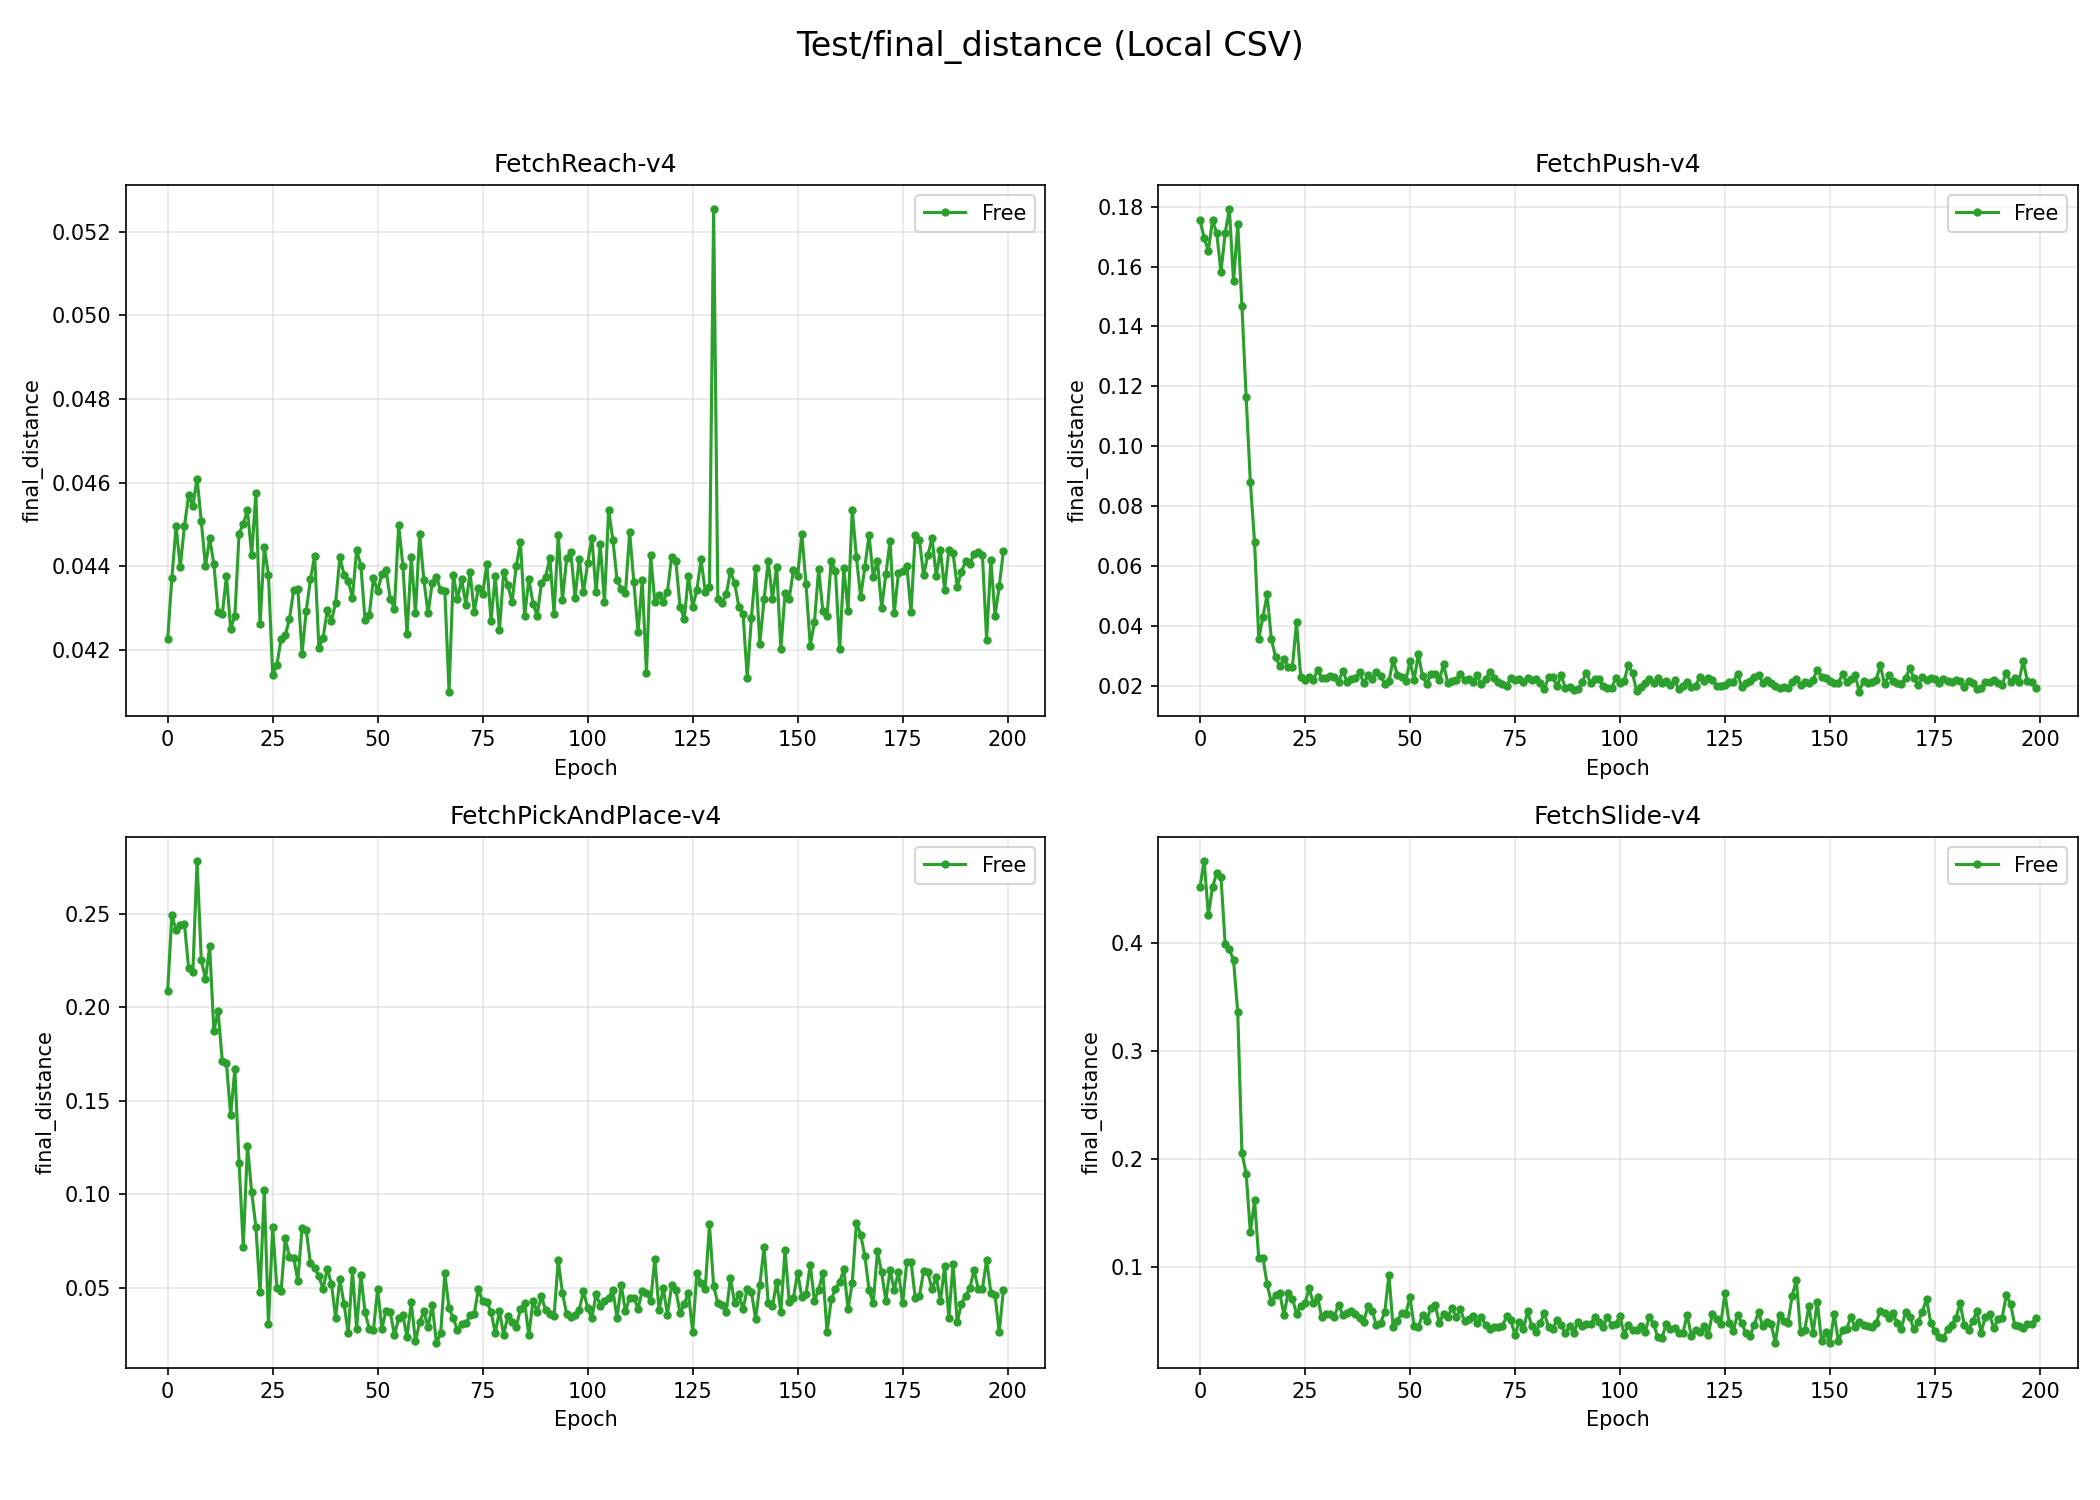 Test/final_distance (Local CSV)
FetchReach-v4
final_distance
0.052
0.050
0.048
0.046
0.044
0.042
Free
0 25 50 75 100 125 150 175 200
Epoch
FetchPush-v4
final_distance
0.18
0.16
0.14
0.12
0.10
0.08
0.06
0.04
0.02
Free
0 25 50 75 100 125 150 175 200
Epoch
FetchPickAndPlace-v4
final_distance
0.25
0.20
0.15
0.10
0.05
Free
0 25 50 75 100 125 150 175 200
Epoch
FetchSlide-v4
final_distance
0.4
0.3
0.2
0.1
Free
0 25 50 75 100 125 150 175 200
Epoch